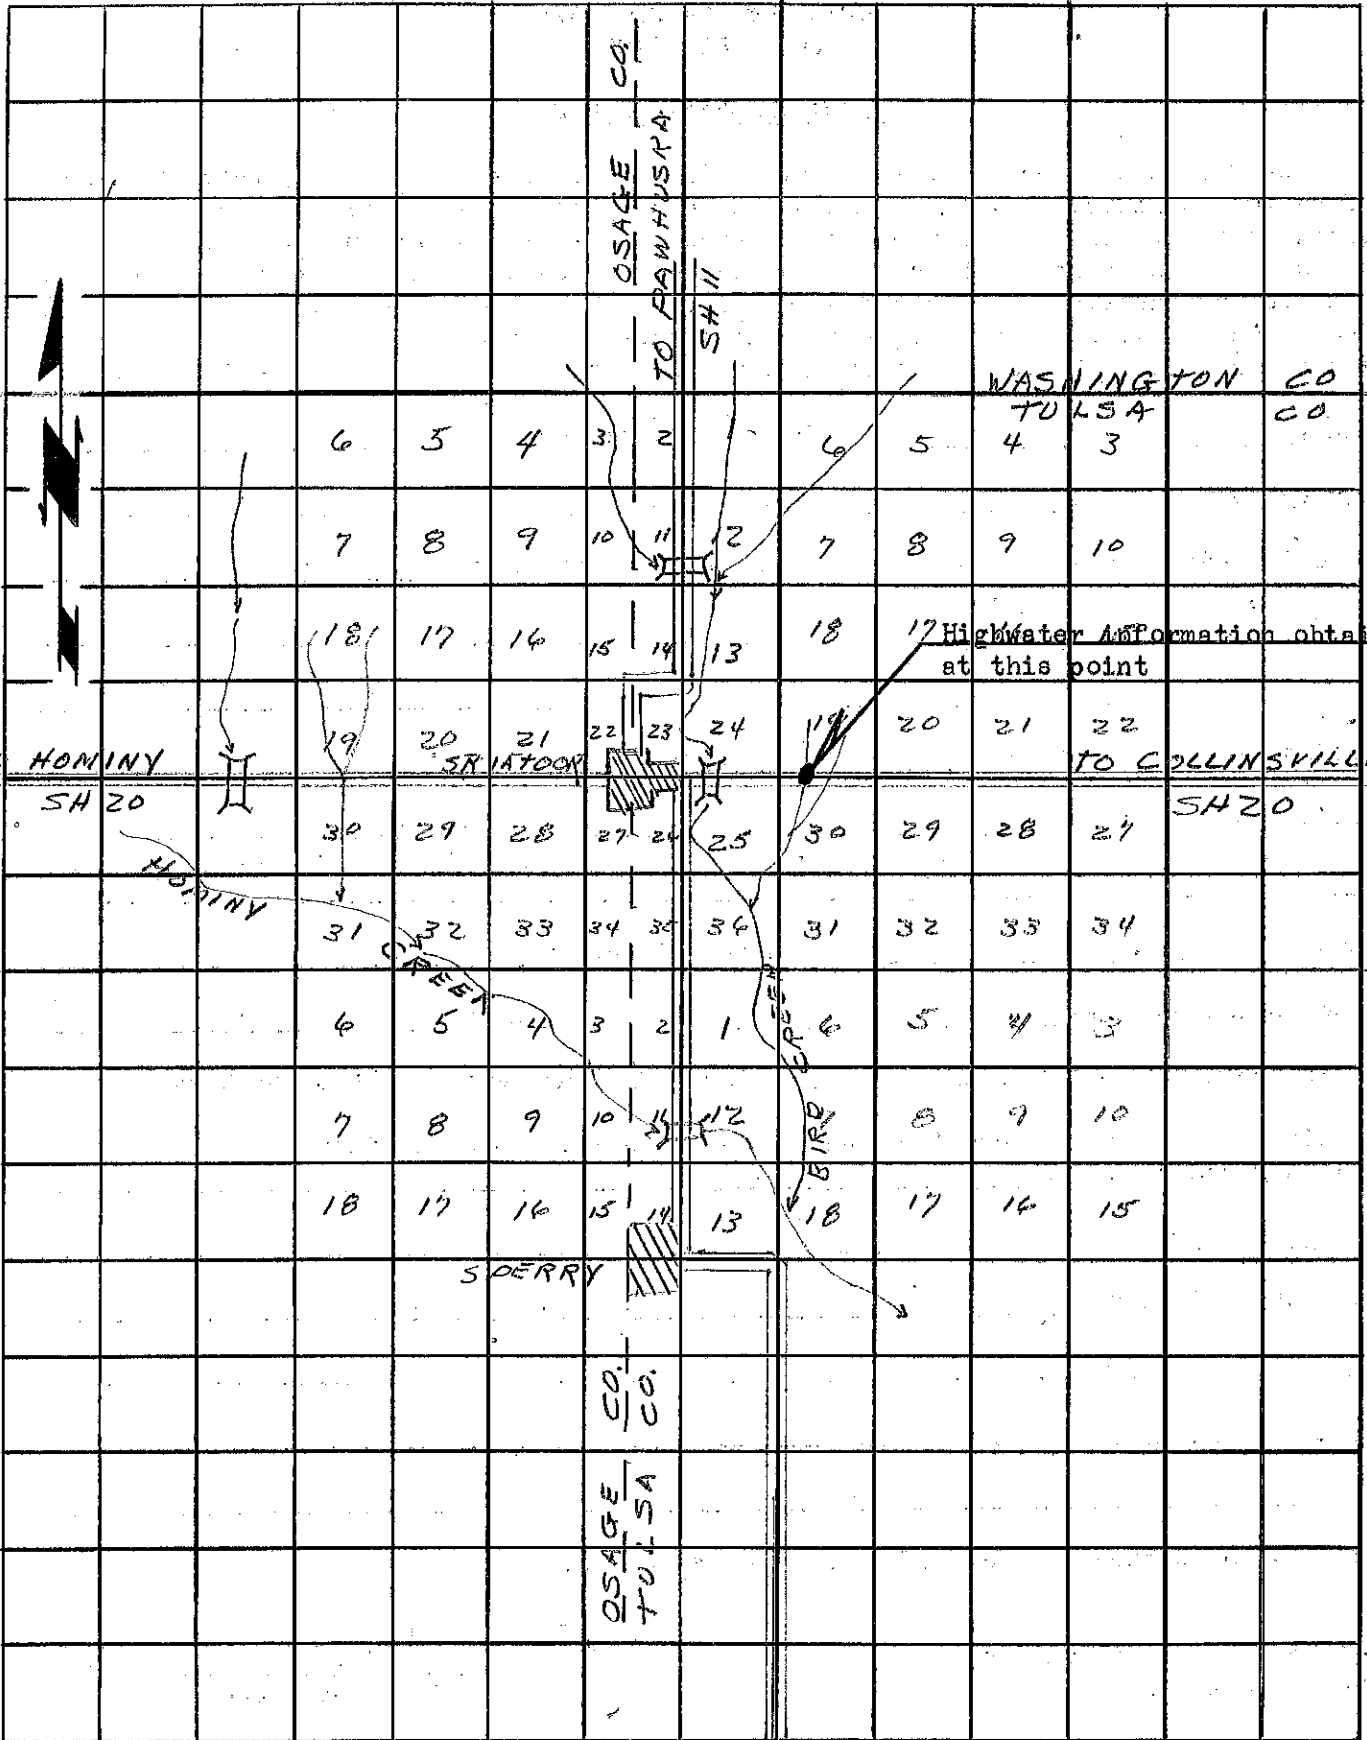 OSAGE CO.
TO PAWHUSKA
SH 11
N
WASHINGTON CO
TULSA CO
6 5 4 3 2 6 5 4 3
7 8 9 10 11 2 7 8 9 10
18 17 16 15 14 13 18 17
Highwater Information obtai
at this point
19 20 21 22 23 24 19 20 21 22
HOMINY SKIATOOK TO COLLINSVILL
SH 20 SH 20
30 29 28 27 26 25 30 29 28 27
HOMINY CREEK
31 32 33 34 35 36 31 32 33 34
6 5 4 3 2 1 6 5 4 3
BIRD CREEK
7 8 9 10 11 12 7 8 9 10
18 17 16 15 14 13 18 17 16 15
SPERRY
OSAGE CO.
TULSA CO.